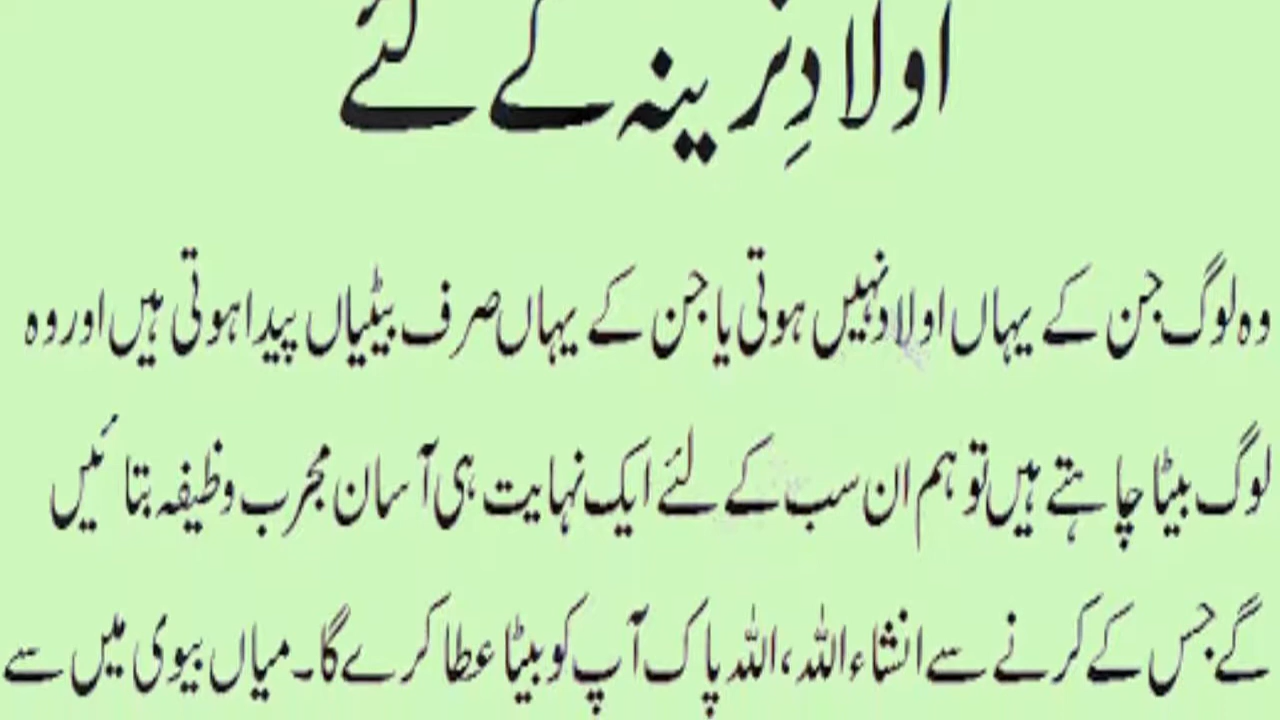 اولادِ نرینہ کے لئے
وہ لوگ جن کے یہاں اولاد نہیں ہوتی یا جن کے یہاں صرف بیٹیاں پیدا ہوتی ہیں اور وہ
لوگ بیٹا چاہتے ہیں تو ہم ان سب کے لئے ایک نہایت ہی آسان مجرب وظیفہ بتائیں
گے جس کے کرنے سے انشاء اللہ، اللہ پاک آپ کو بیٹا عطا کرے گا۔ میاں بیوی میں سے